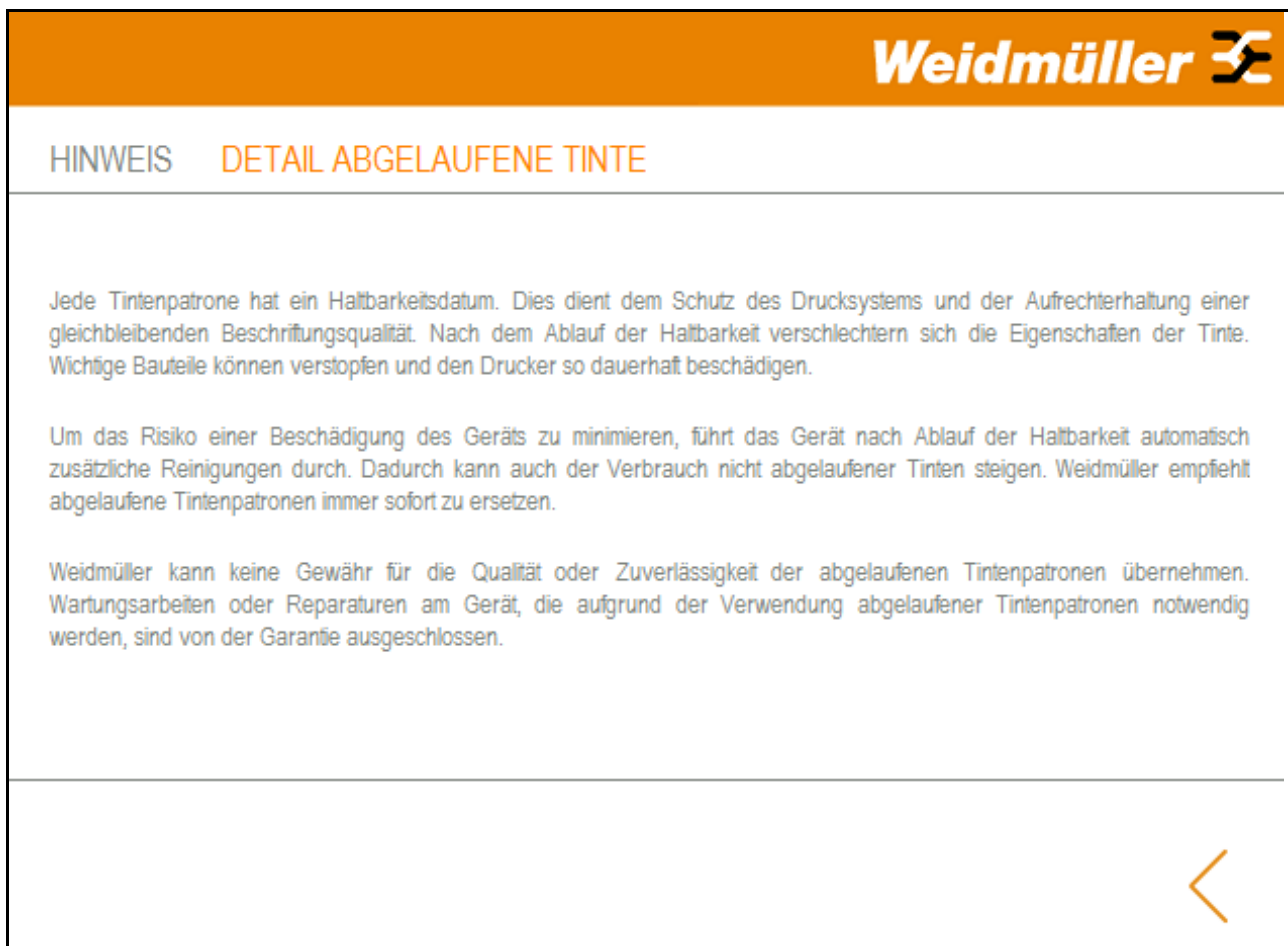 Weidmüller
HINWEIS DETAIL ABGELAUFENE TINTE
Jede Tintenpatrone hat ein Haltbarkeitsdatum. Dies dient dem Schutz des Drucksystems und der Aufrechterhaltung einer
gleichbleibenden Beschriftungsqualität. Nach dem Ablauf der Haltbarkeit verschlechtern sich die Eigenschaften der Tinte.
Wichtige Bauteile können verstopfen und den Drucker so dauerhaft beschädigen.
Um das Risiko einer Beschädigung des Geräts zu minimieren, führt das Gerät nach Ablauf der Haltbarkeit automatisch
zusätzliche Reinigungen durch. Dadurch kann auch der Verbrauch nicht abgelaufener Tinten steigen. Weidmüller empfiehlt
abgelaufene Tintenpatronen immer sofort zu ersetzen.
Weidmüller kann keine Gewähr für die Qualität oder Zuverlässigkeit der abgelaufenen Tintenpatronen übernehmen.
Wartungsarbeiten oder Reparaturen am Gerät, die aufgrund der Verwendung abgelaufener Tintenpatronen notwendig
werden, sind von der Garantie ausgeschlossen.